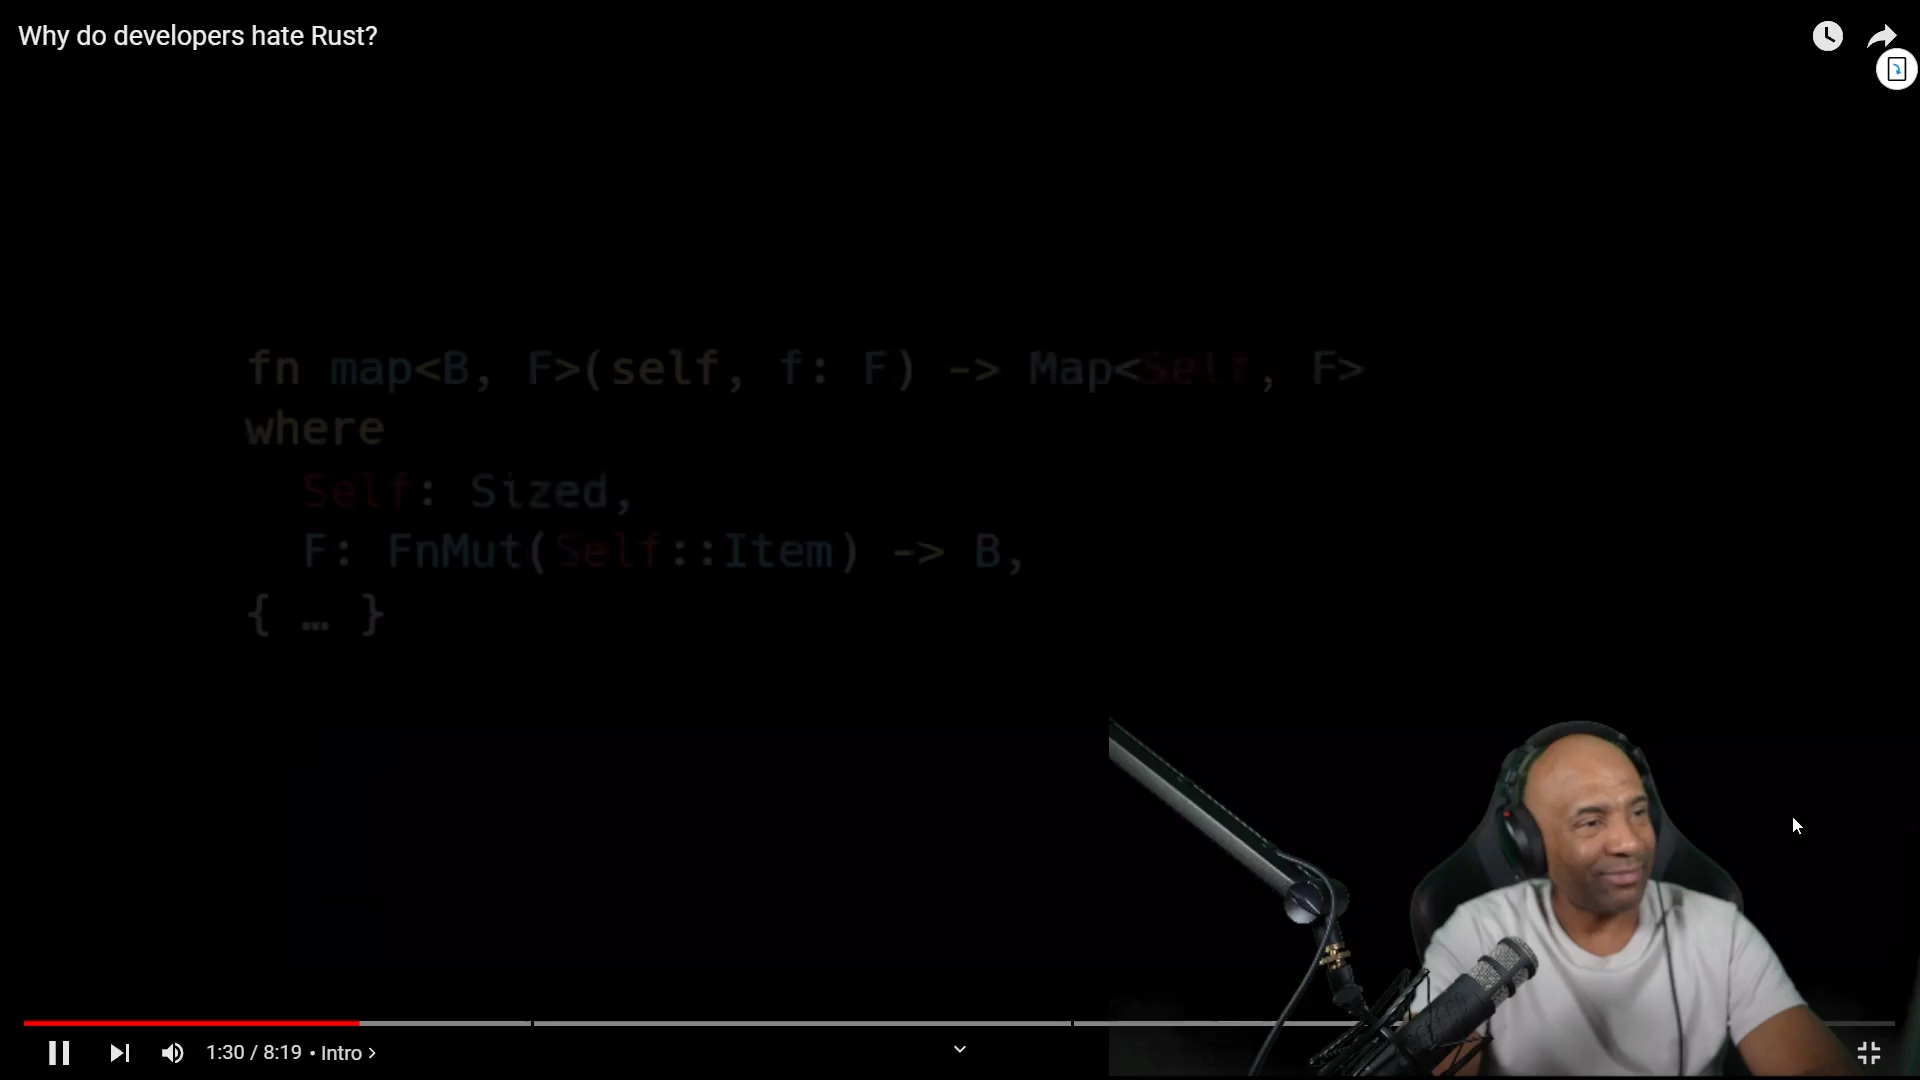 Why do developers hate Rust?
fn map<B, F>(self, f: F) -> Map<Self, F>
where
Self: Sized,
F: FnMut(Self::Item) -> B,
{ … }
1:30 / 8:19 • Intro >